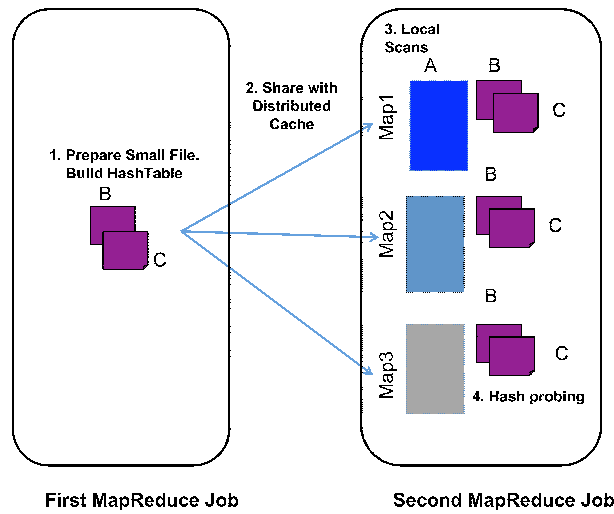 1. Prepare Small File.
Build HashTable
B
C
2. Share with
Distributed
Cache
3. Local
Scans
A
B
C
Map1
B
C
Map2
B
C
Map3
4. Hash probing
First MapReduce Job
Second MapReduce Job